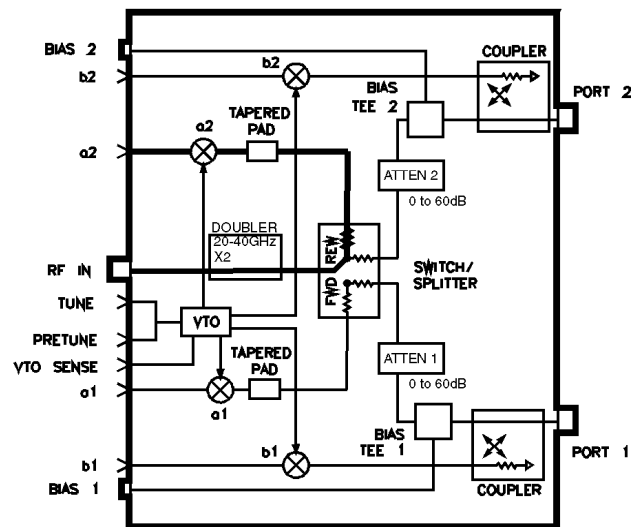 BIAS 2
b2
b2
COUPLER
BIAS
TEE 2
PORT 2
TAPERED
PAD
a2
a2
ATTEN 2
0 to 60dB
DOUBLER
20-40GHz
X2
REW
RF IN
SWITCH/
SPLITTER
FWD
TUNE
VTO
PRETUNE
VTO SENSE
TAPERED
PAD
ATTEN 1
0 to 60dB
a1
a1
BIAS
TEE 1
b1
b1
PORT 1
BIAS 1
COUPLER